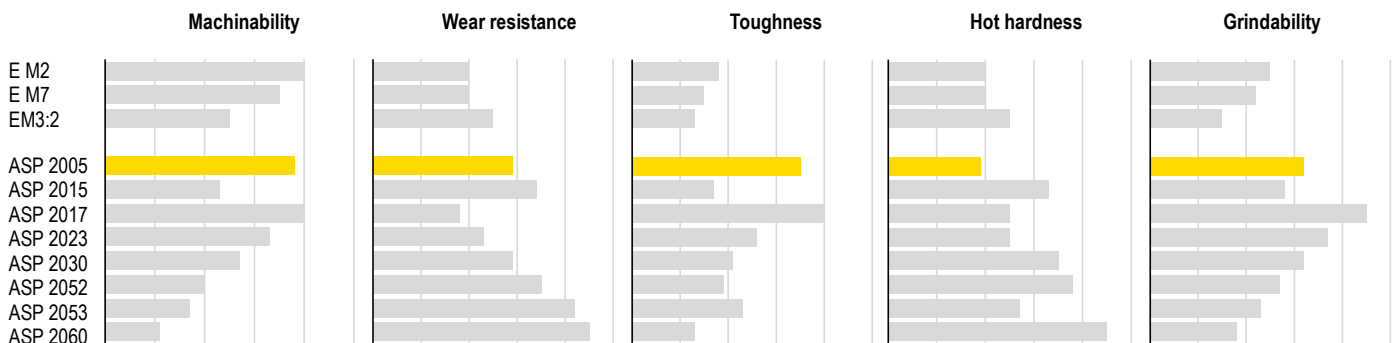 Machinability Wear resistance Toughness Hot hardness Grindability
E M2
E M7
EM3:2
ASP 2005
ASP 2015
ASP 2017
ASP 2023
ASP 2030
ASP 2052
ASP 2053
ASP 2060